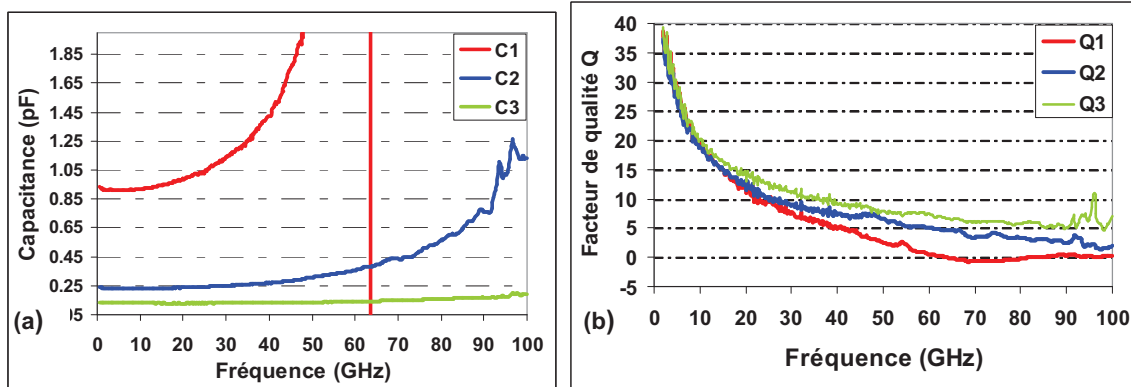 Capacitance (pF)
1.85
1.65
1.45
1.25
1.05
0.85
0.65
0.45
0.25
C1
C2
C3
0 10 20 30 40 50 60 70 80 90 100
Fréquence (GHz)
(a)
Facteur de qualité Q
40
35
30
25
20
15
10
5
0
-5
Q1
Q2
Q3
0 10 20 30 40 50 60 70 80 90 100
Fréquence (GHz)
(b)